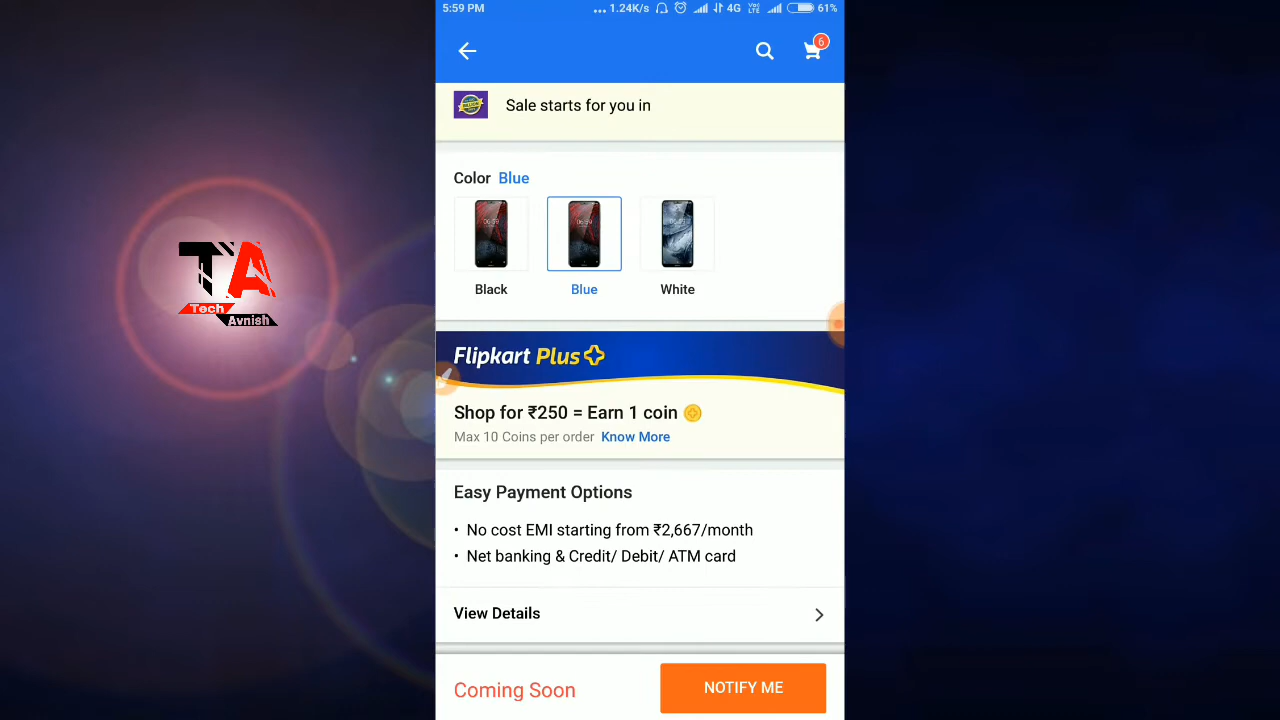 5:59 PM
... 1.24K/s 4G Vo) LTE 61%
6
Sale starts for you in
Color Blue
Black Blue White
Flipkart Plus
Shop for ₹250 = Earn 1 coin
Max 10 Coins per order Know More
Easy Payment Options
• No cost EMI starting from ₹2,667/month
• Net banking & Credit/ Debit/ ATM card
View Details
Coming Soon
NOTIFY ME
TA
Tech
Avnish